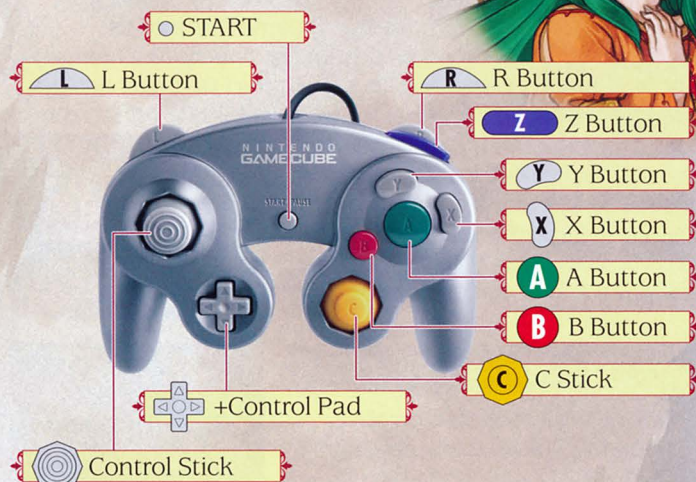 START
L L Button
R R Button
Z Z Button
NINTENDO
GAMECUBE
L
Y
Y Y Button
START/PAUSE
X
X X Button
A
A A Button
B
B B Button
C
C C Stick
+Control Pad
Control Stick